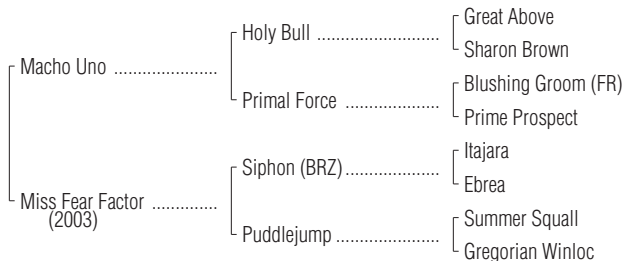 Great Above
Holy Bull ........................
Sharon Brown
Macho Uno ....................
Blushing Groom (FR)
Primal Force ..................
Prime Prospect
Itajara
Siphon (BRZ)..................
Ebrea
Miss Fear Factor ...............
(2003)
Summer Squall
Puddlejump ....................
Gregorian Winloc